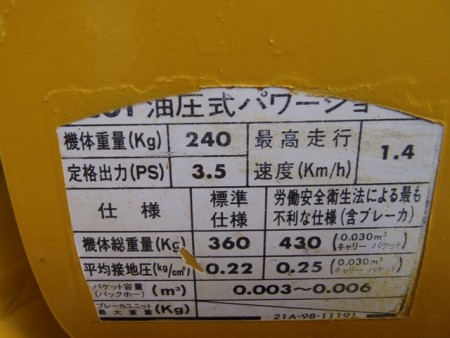 油圧式パワーショ
機体重量(Kg) 240 最高走行
速度(Km/h) 1.4
定格出力(PS) 3.5
仕様 標準仕様 労働安全衛生法による最も不利な仕様(含ブレーカ)
機体総重量(Kg) 360 430 (0.030m³ キャリー バケット)
平均接地圧(kg/cm²) 0.22 0.25 (0.030m³ キャリー バケット)
バケット容量(バックホー) (m³) 0.003〜0.006
ブレーカユニット最大重量 (Kg)
21A-98-11191